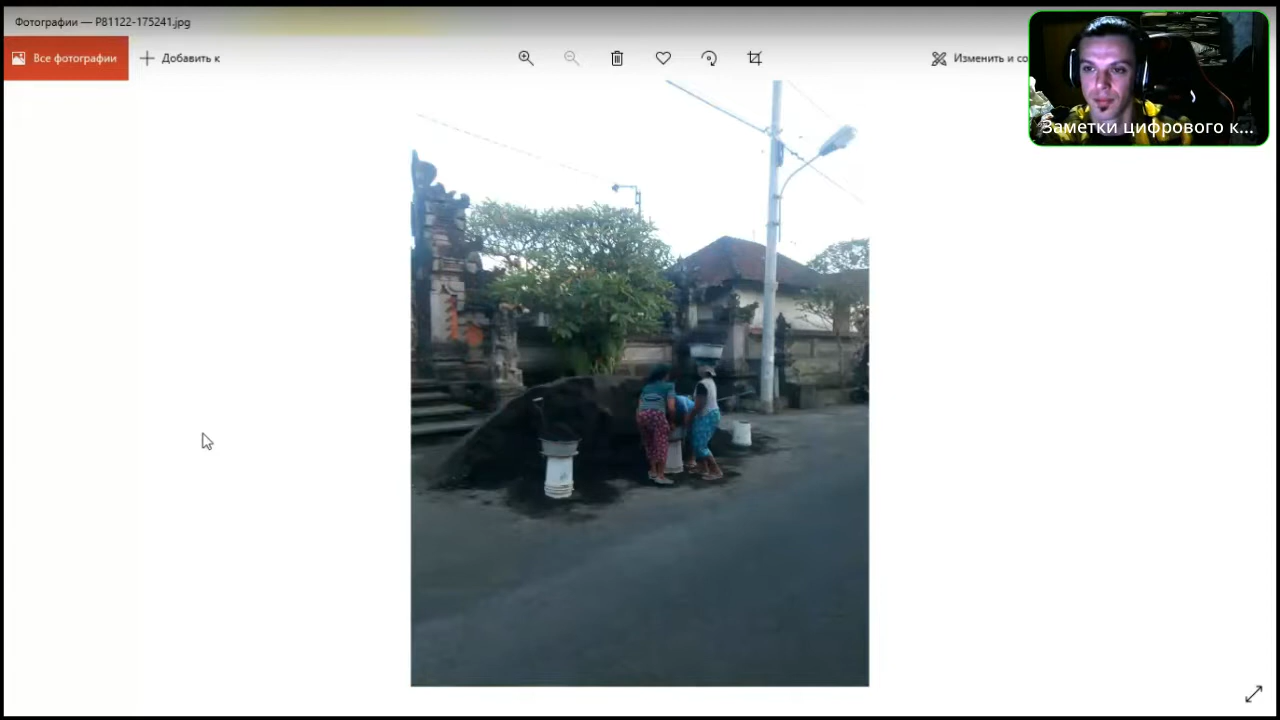 Фотографии — P81122-175241.jpg
Все фотографии
Добавить к
Изменить и со
Заметки цифрового к...